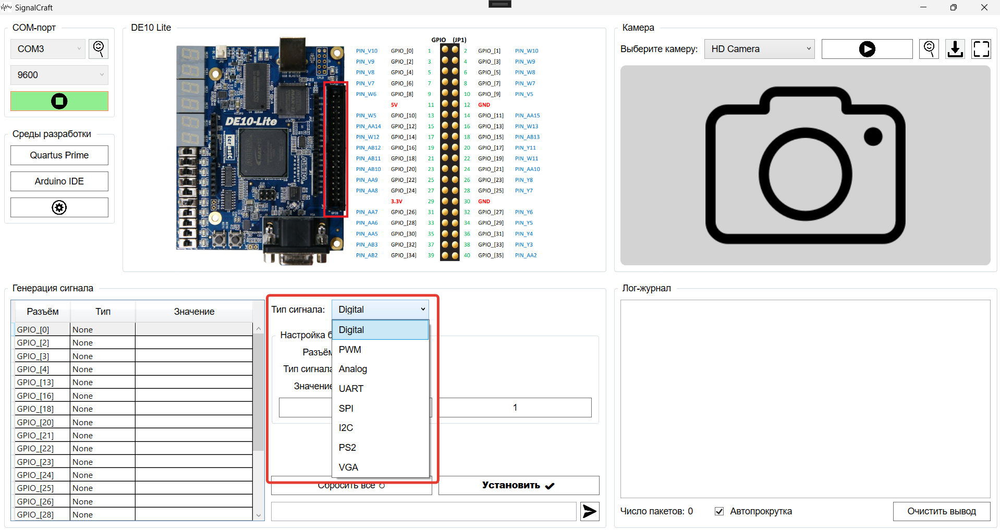 SignalCraft
COM-порт
COM3
9600
Среды разработки
Quartus Prime
Arduino IDE
DE10 Lite
DE10-Lite
terasic
GPIO (JP1)
PIN_V10 GPIO_[0] 1 2 GPIO_[1] PIN_W10
PIN_V9 GPIO_[2] 3 4 GPIO_[3] PIN_W9
PIN_V8 GPIO_[4] 5 6 GPIO_[5] PIN_W8
PIN_V7 GPIO_[6] 7 8 GPIO_[7] PIN_W7
PIN_W6 GPIO_[8] 9 10 GPIO_[9] PIN_V5
5V 11 12 GND
PIN_W5 GPIO_[10] 13 14 GPIO_[11] PIN_AA15
PIN_AA14 GPIO_[12] 15 16 GPIO_[13] PIN_W13
PIN_W12 GPIO_[14] 17 18 GPIO_[15] PIN_AB13
PIN_AB12 GPIO_[16] 19 20 GPIO_[17] PIN_Y11
PIN_AB11 GPIO_[18] 21 22 GPIO_[19] PIN_W11
PIN_AB10 GPIO_[20] 23 24 GPIO_[21] PIN_AA10
PIN_AA9 GPIO_[22] 25 26 GPIO_[23] PIN_Y8
PIN_AA8 GPIO_[24] 27 28 GPIO_[25] PIN_Y7
3.3V 29 30 GND
PIN_AA7 GPIO_[26] 31 32 GPIO_[27] PIN_Y6
PIN_AA6 GPIO_[28] 33 34 GPIO_[29] PIN_Y5
PIN_AA5 GPIO_[30] 35 36 GPIO_[31] PIN_Y4
PIN_AB3 GPIO_[32] 37 38 GPIO_[33] PIN_Y3
PIN_AB2 GPIO_[34] 39 40 GPIO_[35] PIN_AA2
Камера
Выберите камеру: HD Camera
Генерация сигнала
Разъём Тип Значение
GPIO_[0] None
GPIO_[2] None
GPIO_[3] None
GPIO_[4] None
GPIO_[13] None
GPIO_[16] None
GPIO_[18] None
GPIO_[20] None
GPIO_[21] None
GPIO_[22] None
GPIO_[23] None
GPIO_[24] None
GPIO_[25] None
GPIO_[26] None
GPIO_[28] None
Тип сигнала: Digital
Digital
PWM
Analog
UART
SPI
I2C
PS2
VGA
Настройка
Разъём
Тип сигнала
Значение
1
Сбросить все
Установить
Лог-журнал
Число пакетов: 0
Автопрокрутка
Очистить вывод